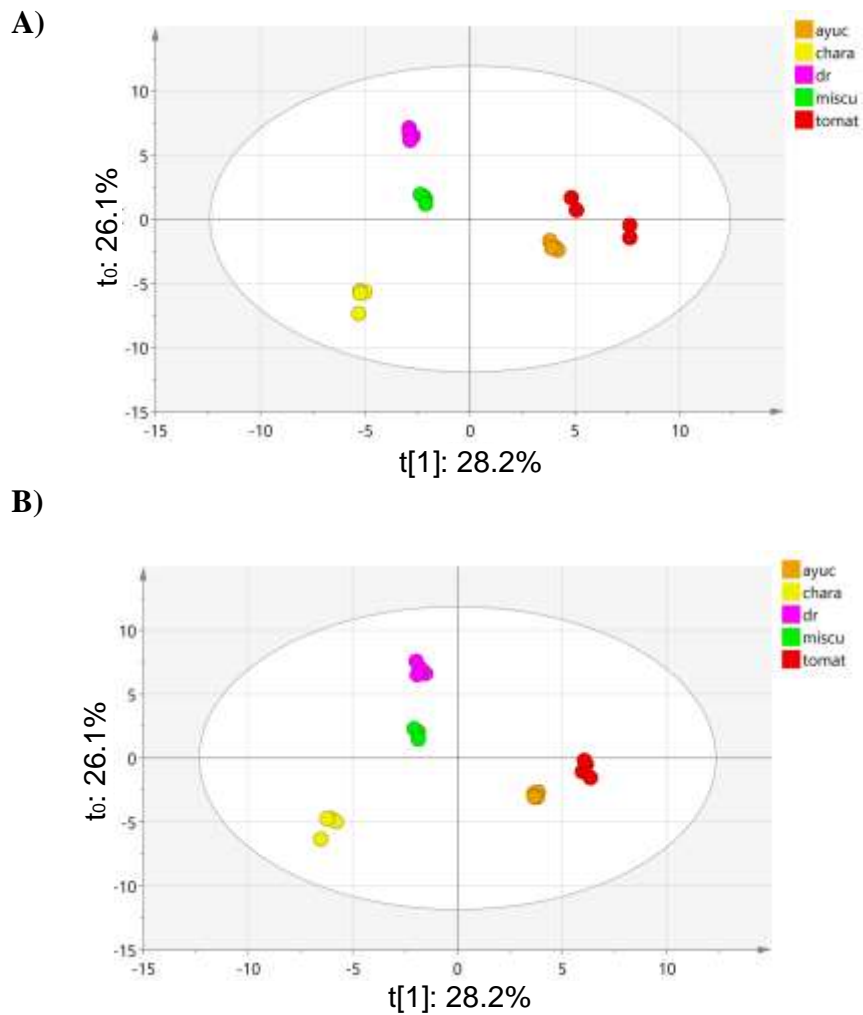 A)
ayuc
chara
dr
miscu
tomat
10
5
0
-5
-10
-15
t₀: 26.1%
-15 -10 -5 0 5 10
t[1]: 28.2%
B)
ayuc
chara
dr
miscu
tomat
10
5
0
-5
-10
-15
t₀: 26.1%
-15 -10 -5 0 5 10
t[1]: 28.2%